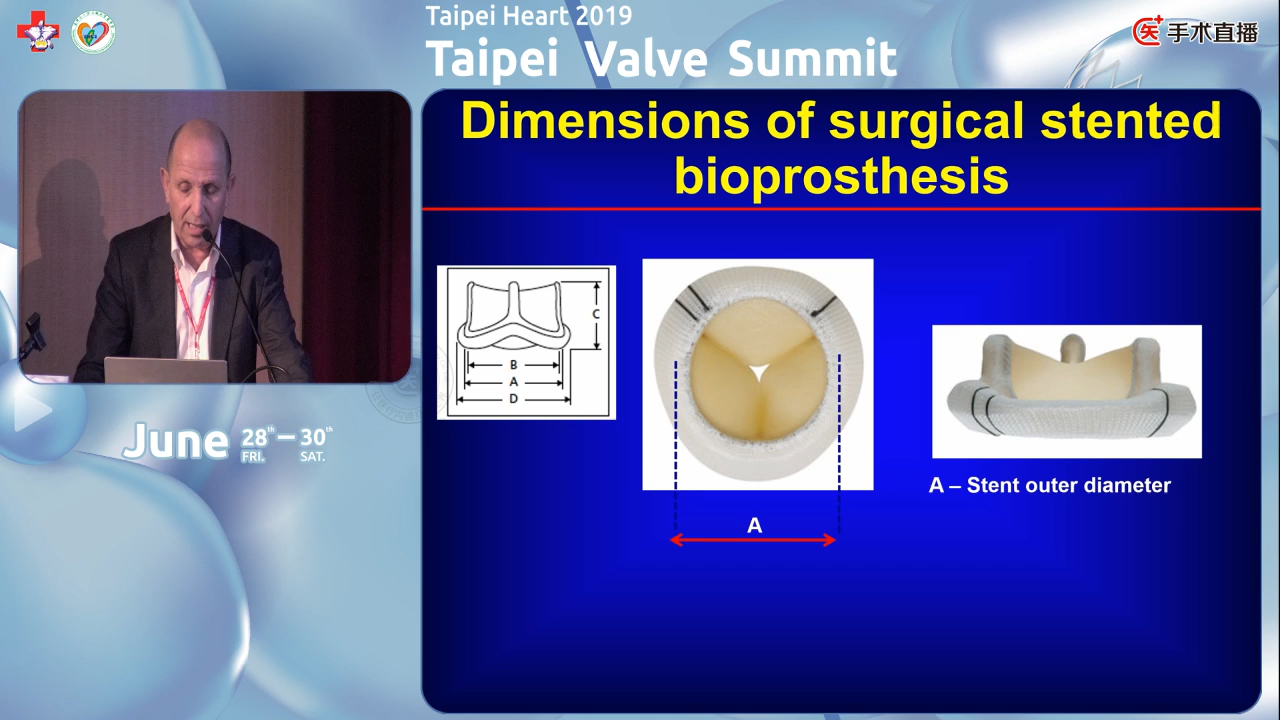 Taipei Heart 2019
Taipei Valve Summit
手术直播
Dimensions of surgical stented
bioprosthesis
C
B
A
D
A – Stent outer diameter
A
June 28th – 30th
FRI. SAT.